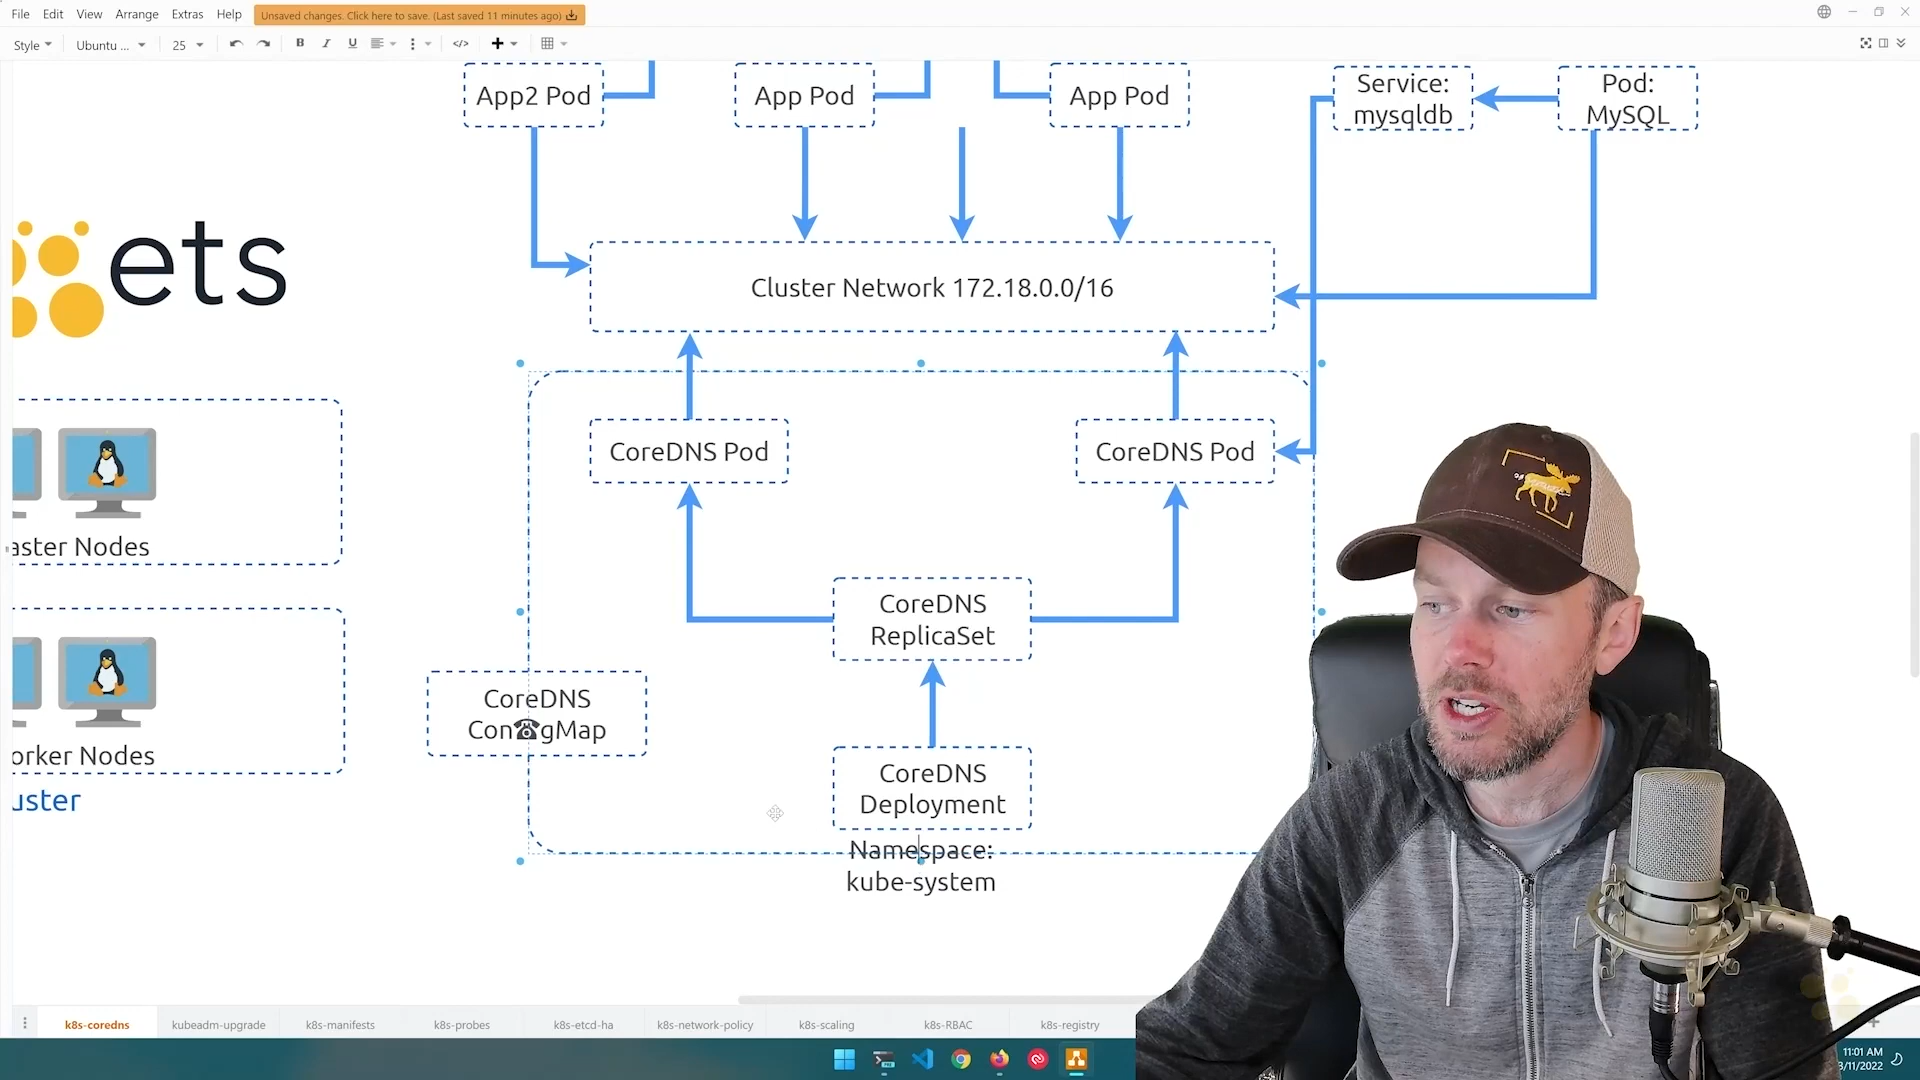 File Edit View Arrange Extras Help Unsaved changes. Click here to save. (Last saved 11 minutes ago)
Style Ubuntu ... 25 B I U </>
App2 Pod
App Pod
App Pod
Service:
mysqldb
Pod:
MySQL
ets
Cluster Network 172.18.0.0/16
CoreDNS Pod
CoreDNS Pod
aster Nodes
CoreDNS
ReplicaSet
CoreDNS
Con☎gMap
orker Nodes
uster
CoreDNS
Deployment
Namespace:
kube-system
k8s-coredns kubeadm-upgrade k8s-manifests k8s-probes k8s-etcd-ha k8s-network-policy k8s-scaling k8s-RBAC k8s-registry
11:01 AM
3/11/2022